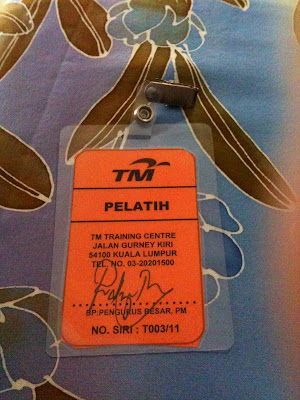 TM
PELATIH
TM TRAINING CENTRE
JALAN GURNEY KIRI
54100 KUALA LUMPUR
TEL. NO. 03-20201500
BP.PENGURUS BESAR, PM
NO. SIRI : T003/11